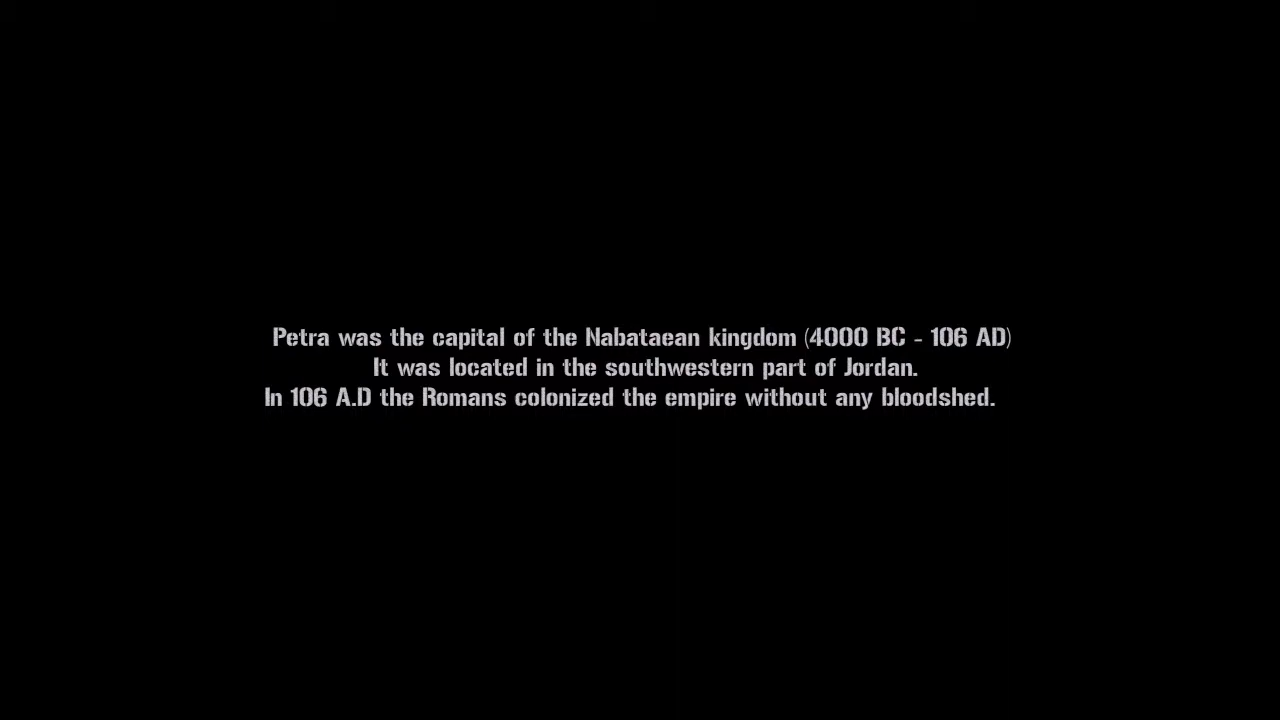 Petra was the capital of the Nabataean kingdom (4000 BC - 106 AD)
It was located in the southwestern part of Jordan.
In 106 A.D the Romans colonized the empire without any bloodshed.